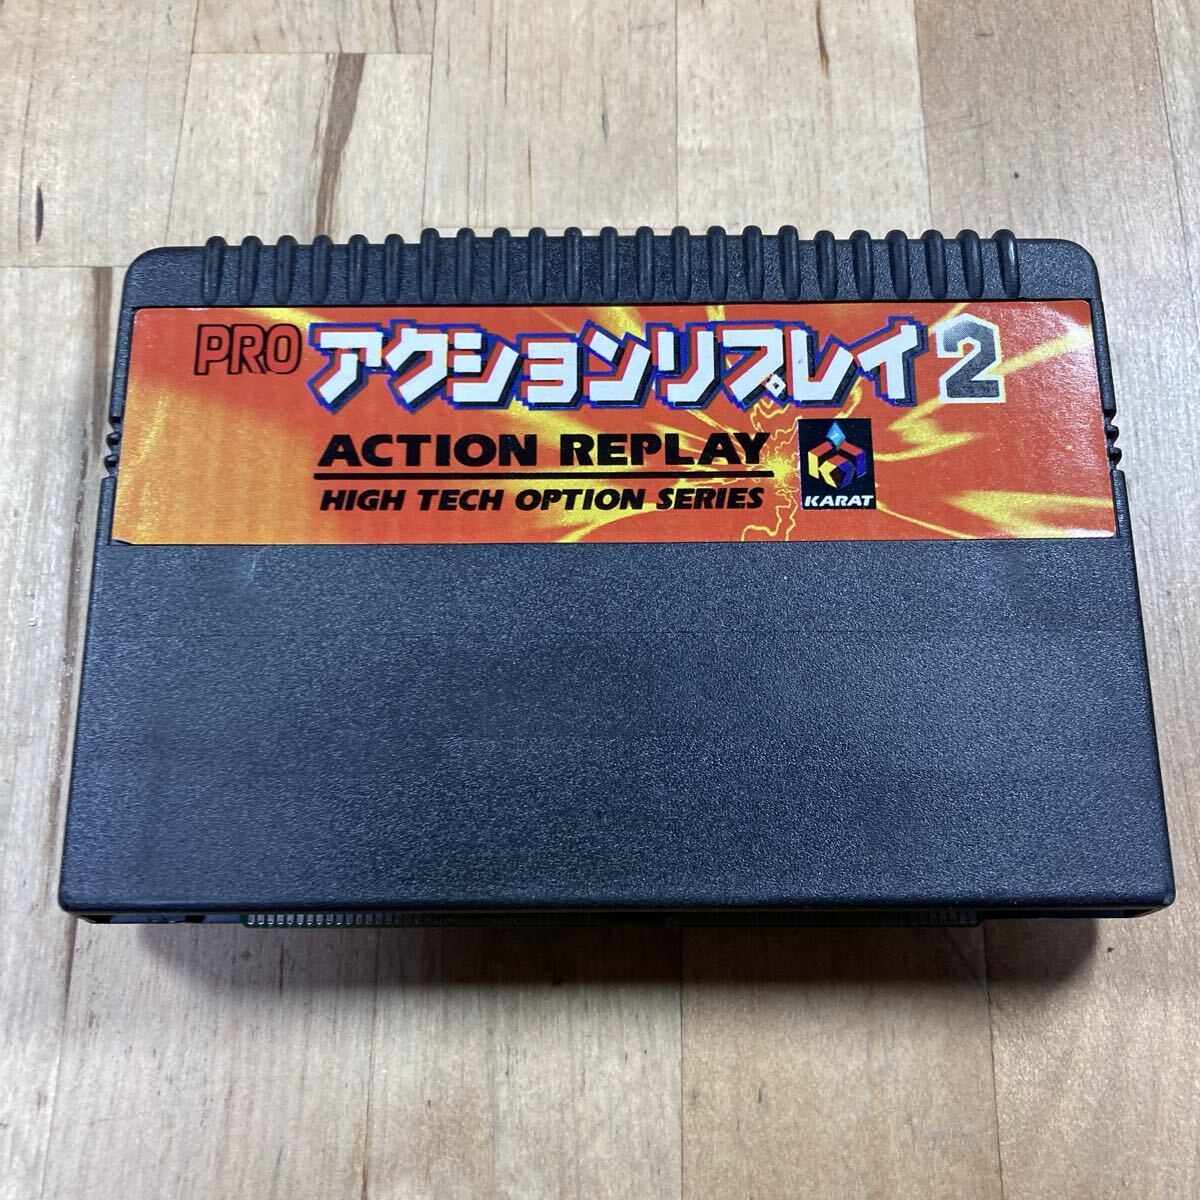 PRO アクションリプレイ2
ACTION REPLAY
HIGH TECH OPTION SERIES
KARAT